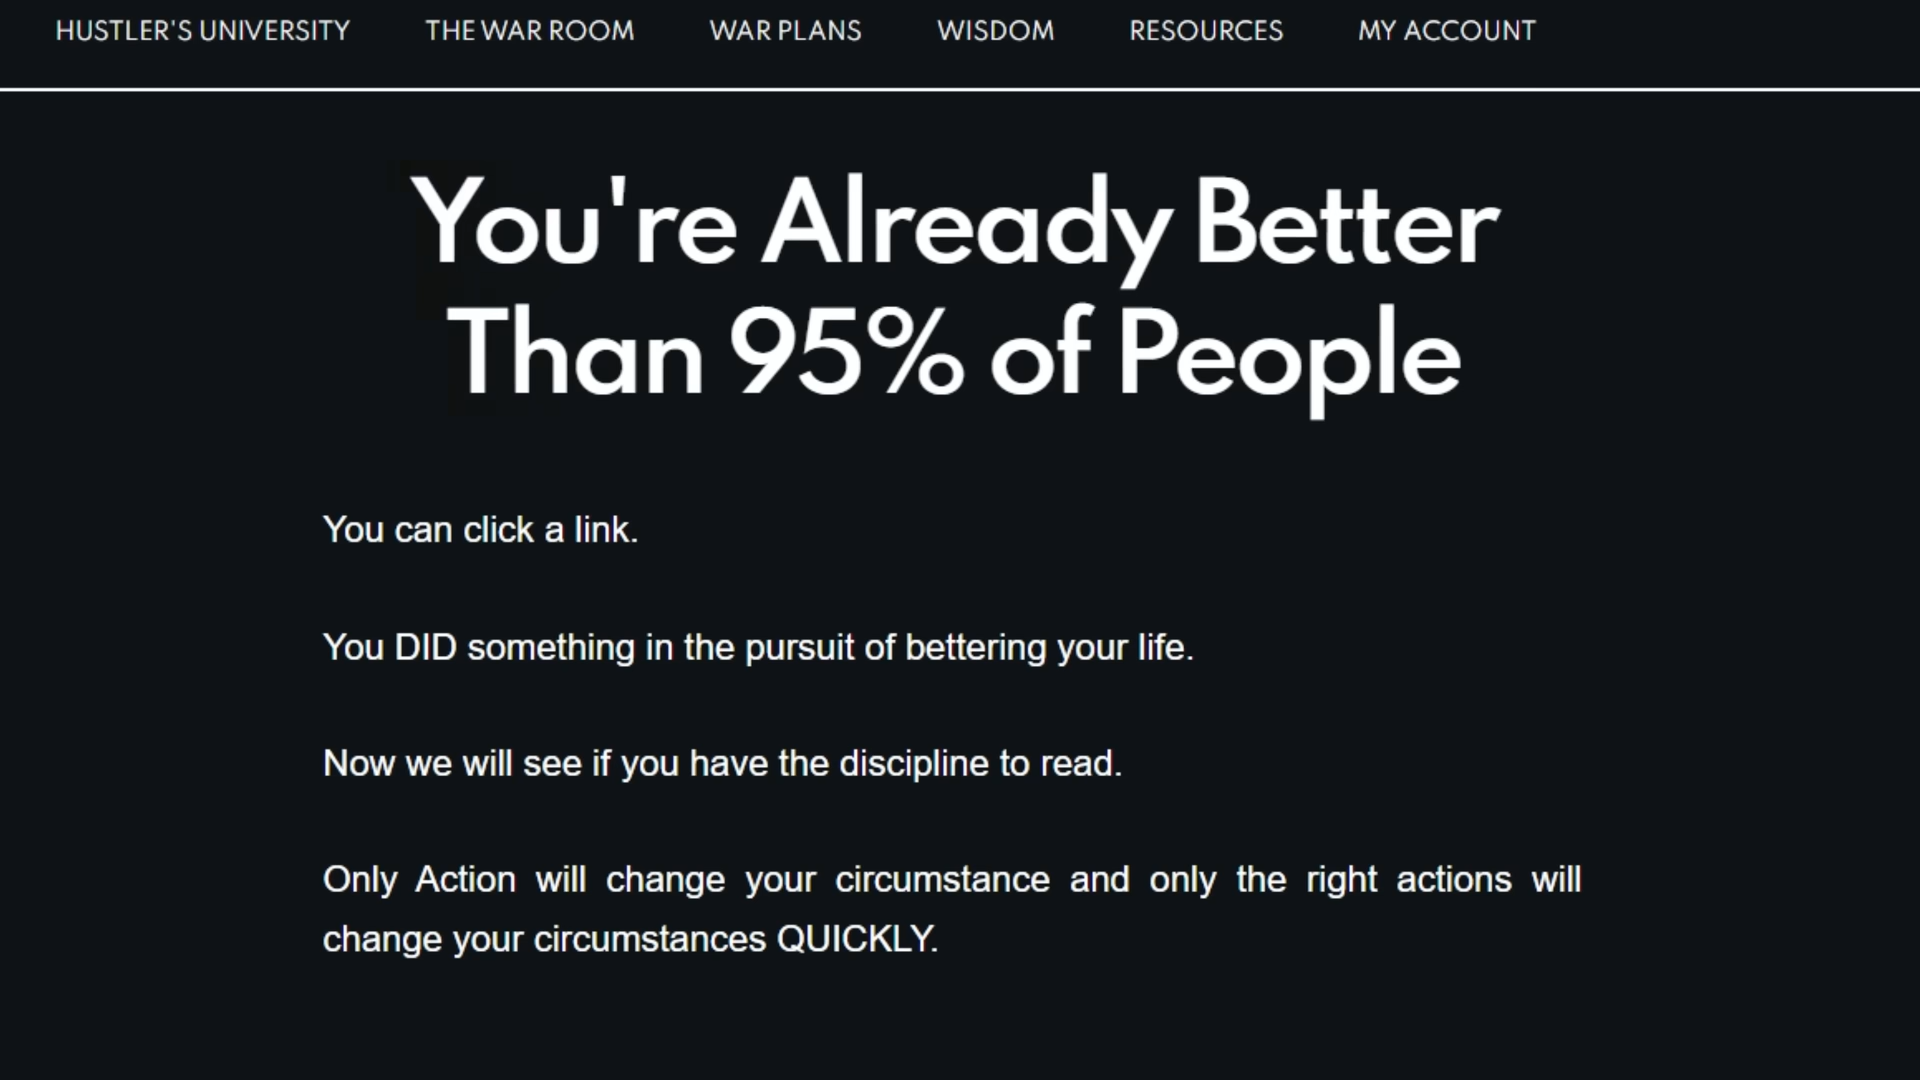 HUSTLER'S UNIVERSITY THE WAR ROOM WAR PLANS WISDOM RESOURCES MY ACCOUNT
You're Already Better
Than 95% of People
You can click a link.
You DID something in the pursuit of bettering your life.
Now we will see if you have the discipline to read.
Only Action will change your circumstance and only the right actions will
change your circumstances QUICKLY.